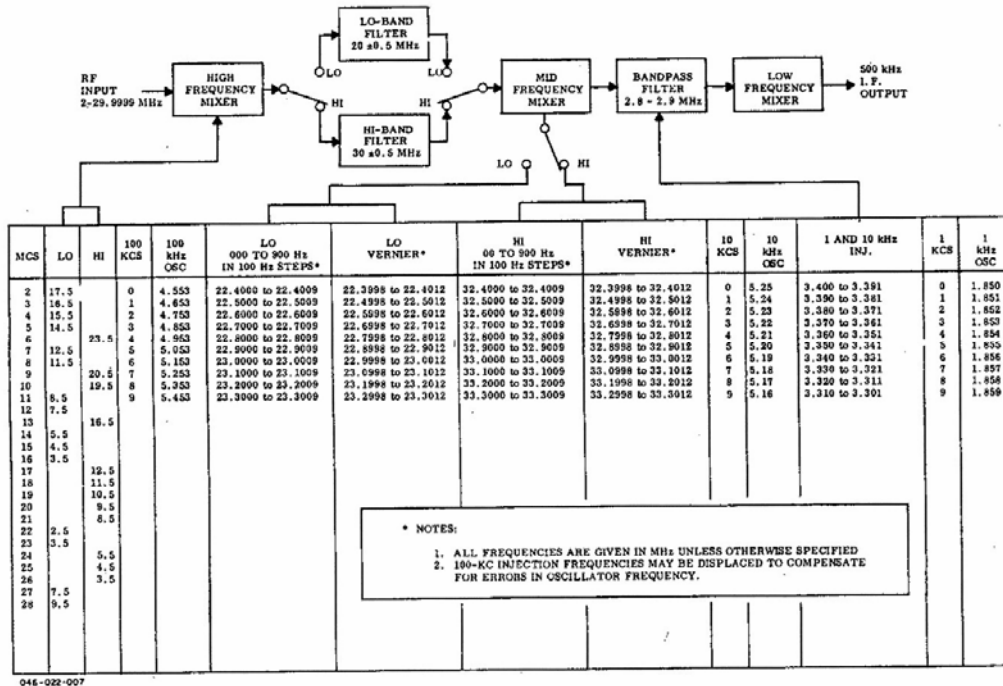 LO-BAND
FILTER
20 ±0.5 MHz
RF
INPUT
2-29.9999 MHz
HIGH
FREQUENCY
MIXER
LO
HI
LO
HI
HI-BAND
FILTER
30 ±0.5 MHz
MID
FREQUENCY
MIXER
BANDPASS
FILTER
2.8 - 2.9 MHz
LOW
FREQUENCY
MIXER
500 kHz
I.F.
OUTPUT
LO HI
MCS LO HI 100 KCS 100 kHz OSC LO 000 TO 900 Hz IN 100 Hz STEPS* LO VERNIER* HI 00 TO 900 Hz IN 100 Hz STEPS* HI VERNIER* 10 KCS 10 kHz OSC 1 AND 10 kHz INJ. 1 KCS 1 kHz OSC
2 17.5 0 4.553 22.4000 to 22.4009 22.3998 to 22.4012 32.4000 to 32.4009 32.3998 to 32.4012 0 5.25 3.400 to 3.391 0 1.850
3 16.5 1 4.653 22.5000 to 22.5009 22.4998 to 22.5012 32.5000 to 32.5009 32.4998 to 32.5012 1 5.24 3.390 to 3.381 1 1.851
4 15.5 2 4.753 22.6000 to 22.6009 22.5998 to 22.6012 32.6000 to 32.6009 32.5998 to 32.6012 2 5.23 3.380 to 3.371 2 1.852
5 14.5 3 4.853 22.7000 to 22.7009 22.6998 to 22.7012 32.7000 to 32.7009 32.6998 to 32.7012 3 5.22 3.370 to 3.361 3 1.853
6 23.5 4 4.953 22.8000 to 22.8009 22.7998 to 22.8012 32.8000 to 32.8009 32.7998 to 32.8012 4 5.21 3.360 to 3.351 4 1.854
7 12.5 5 5.053 22.9000 to 22.9009 22.8998 to 22.9012 32.9000 to 32.9009 32.8998 to 32.9012 5 5.20 3.350 to 3.341 5 1.855
8 11.5 6 5.153 23.0000 to 23.0009 22.9998 to 23.0012 33.0000 to 33.0009 32.9998 to 33.0012 6 5.19 3.340 to 3.331 6 1.856
9 20.5 7 5.253 23.1000 to 23.1009 23.0998 to 23.1012 33.1000 to 33.1009 33.0998 to 33.1012 7 5.18 3.330 to 3.321 7 1.857
10 19.5 8 5.353 23.2000 to 23.2009 23.1998 to 23.2012 33.2000 to 33.2009 33.1998 to 33.2012 8 5.17 3.320 to 3.311 8 1.858
11 8.5 9 5.453 23.3000 to 23.3009 23.2998 to 23.3012 33.3000 to 33.3009 33.2998 to 33.3012 9 5.16 3.310 to 3.301 9 1.859
12 7.5
13 16.5
14 5.5
15 4.5
16 3.5
17 12.5
18 11.5
19 10.5
20 9.5
21 8.5
22 2.5
23 3.5
24 5.5
25 4.5
26 3.5
27 7.5
28 9.5
* NOTES:
1. ALL FREQUENCIES ARE GIVEN IN MHz UNLESS OTHERWISE SPECIFIED
2. 100-KC INJECTION FREQUENCIES MAY BE DISPLACED TO COMPENSATE
FOR ERRORS IN OSCILLATOR FREQUENCY.
046-022-007